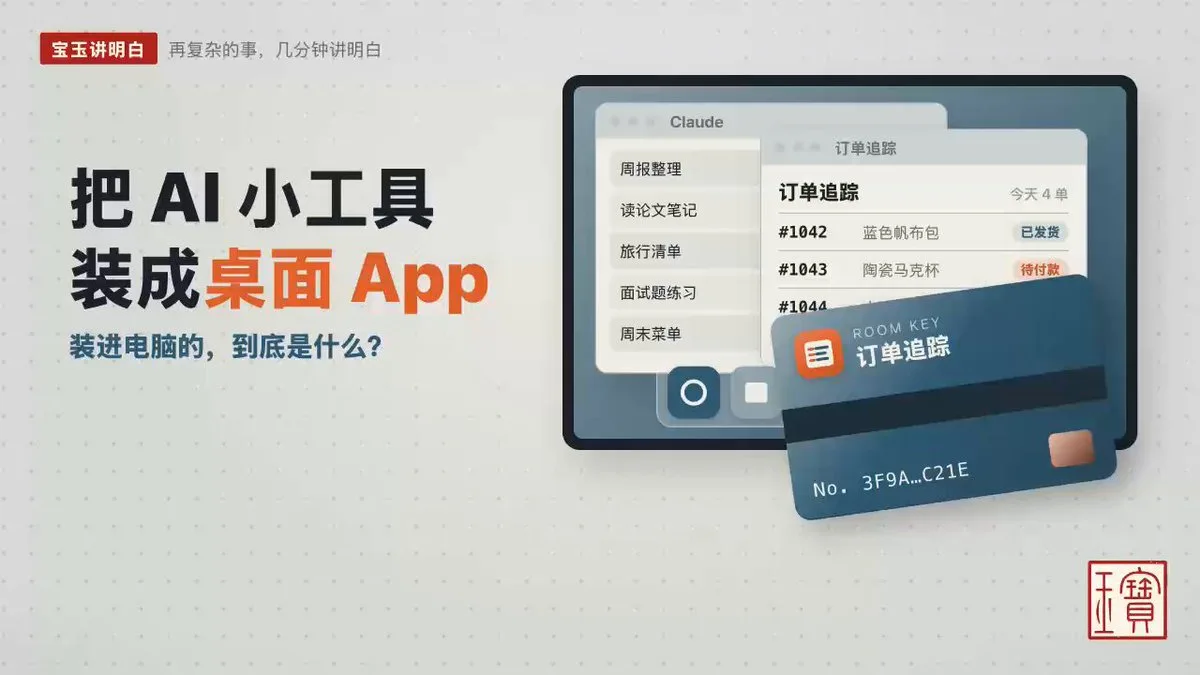 宝玉讲明白 再复杂的事，几分钟讲明白
把 AI 小工具
装成桌面 App
装进电脑的，到底是什么？
Claude
周报整理
读论文笔记
旅行清单
面试题练习
周末菜单
订单追踪
订单追踪 今天 4 单
#1042 蓝色帆布包 已发货
#1043 陶瓷马克杯 待付款
#1044
ROOM KEY
订单追踪
No. 3F9A…C21E
玉寶